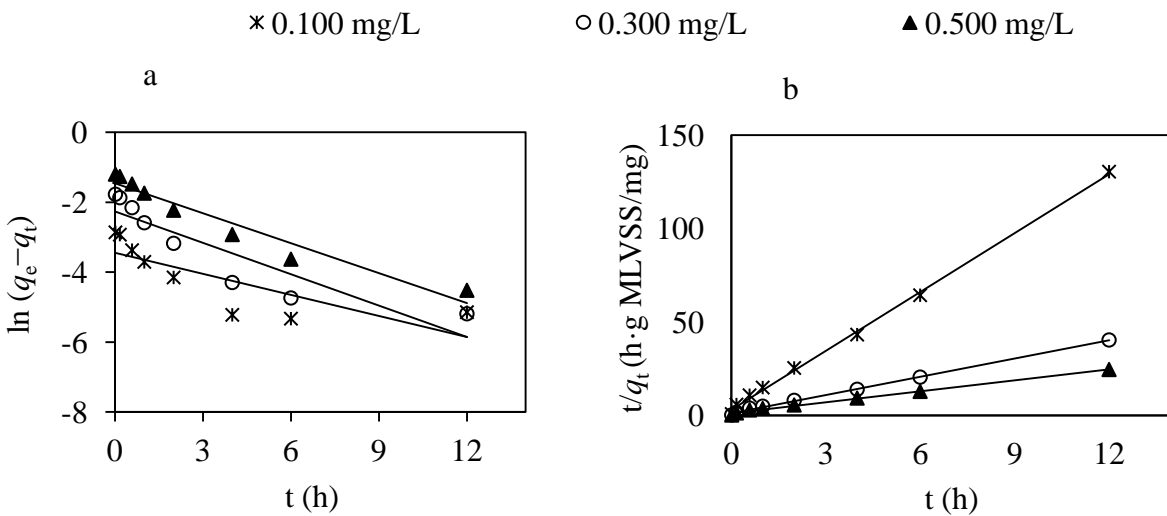 0.100 mg/L 0.300 mg/L 0.500 mg/L
a
b
ln (qe−qt)
0
-2
-4
-6
-8
0 3 6 9 12
t (h)
t/qt (h·g MLVSS/mg)
150
100
50
0
0 3 6 9 12
t (h)